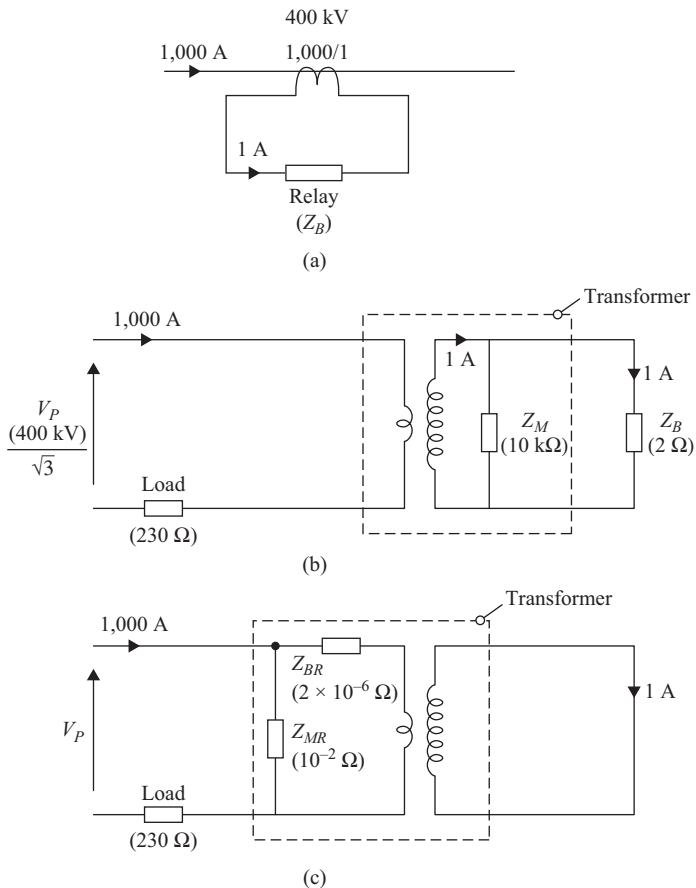 400 kV
1,000 A 1,000/1
1 A
Relay
(Z_B)
(a)
Transformer
1,000 A
1 A
1 A
V_P
(400 kV)
√3
Z_M
(10 kΩ)
Z_B
(2 Ω)
Load
(230 Ω)
(b)
Transformer
1,000 A
Z_BR
(2 × 10⁻⁶ Ω)
1 A
V_P
Z_MR
(10⁻² Ω)
Load
(230 Ω)
(c)